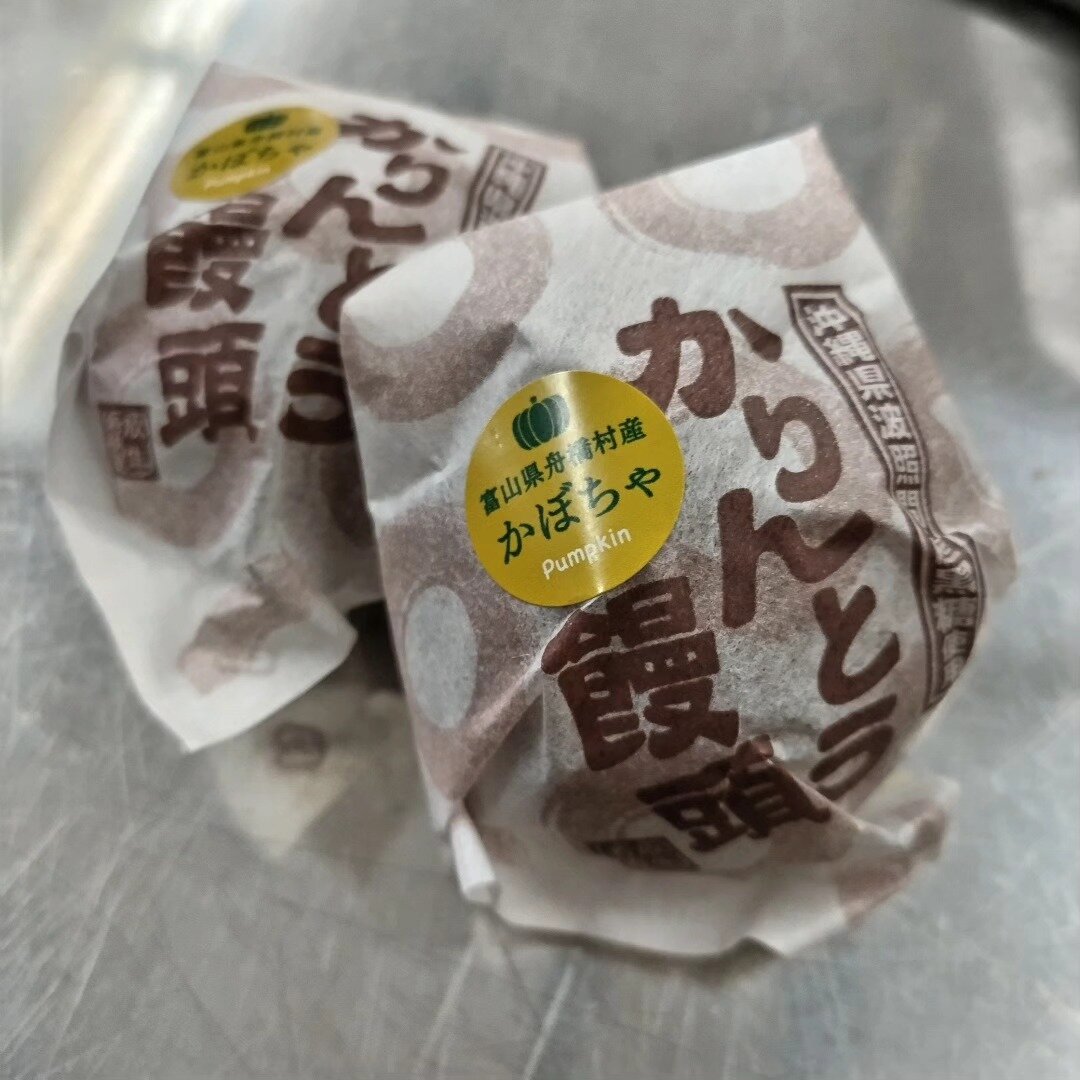 富山県舟橋村産
かぼちゃ
Pumpkin
かりんとう
饅頭
沖縄県波照間
かぼちゃ
Pumpkin
かりんとう
饅頭